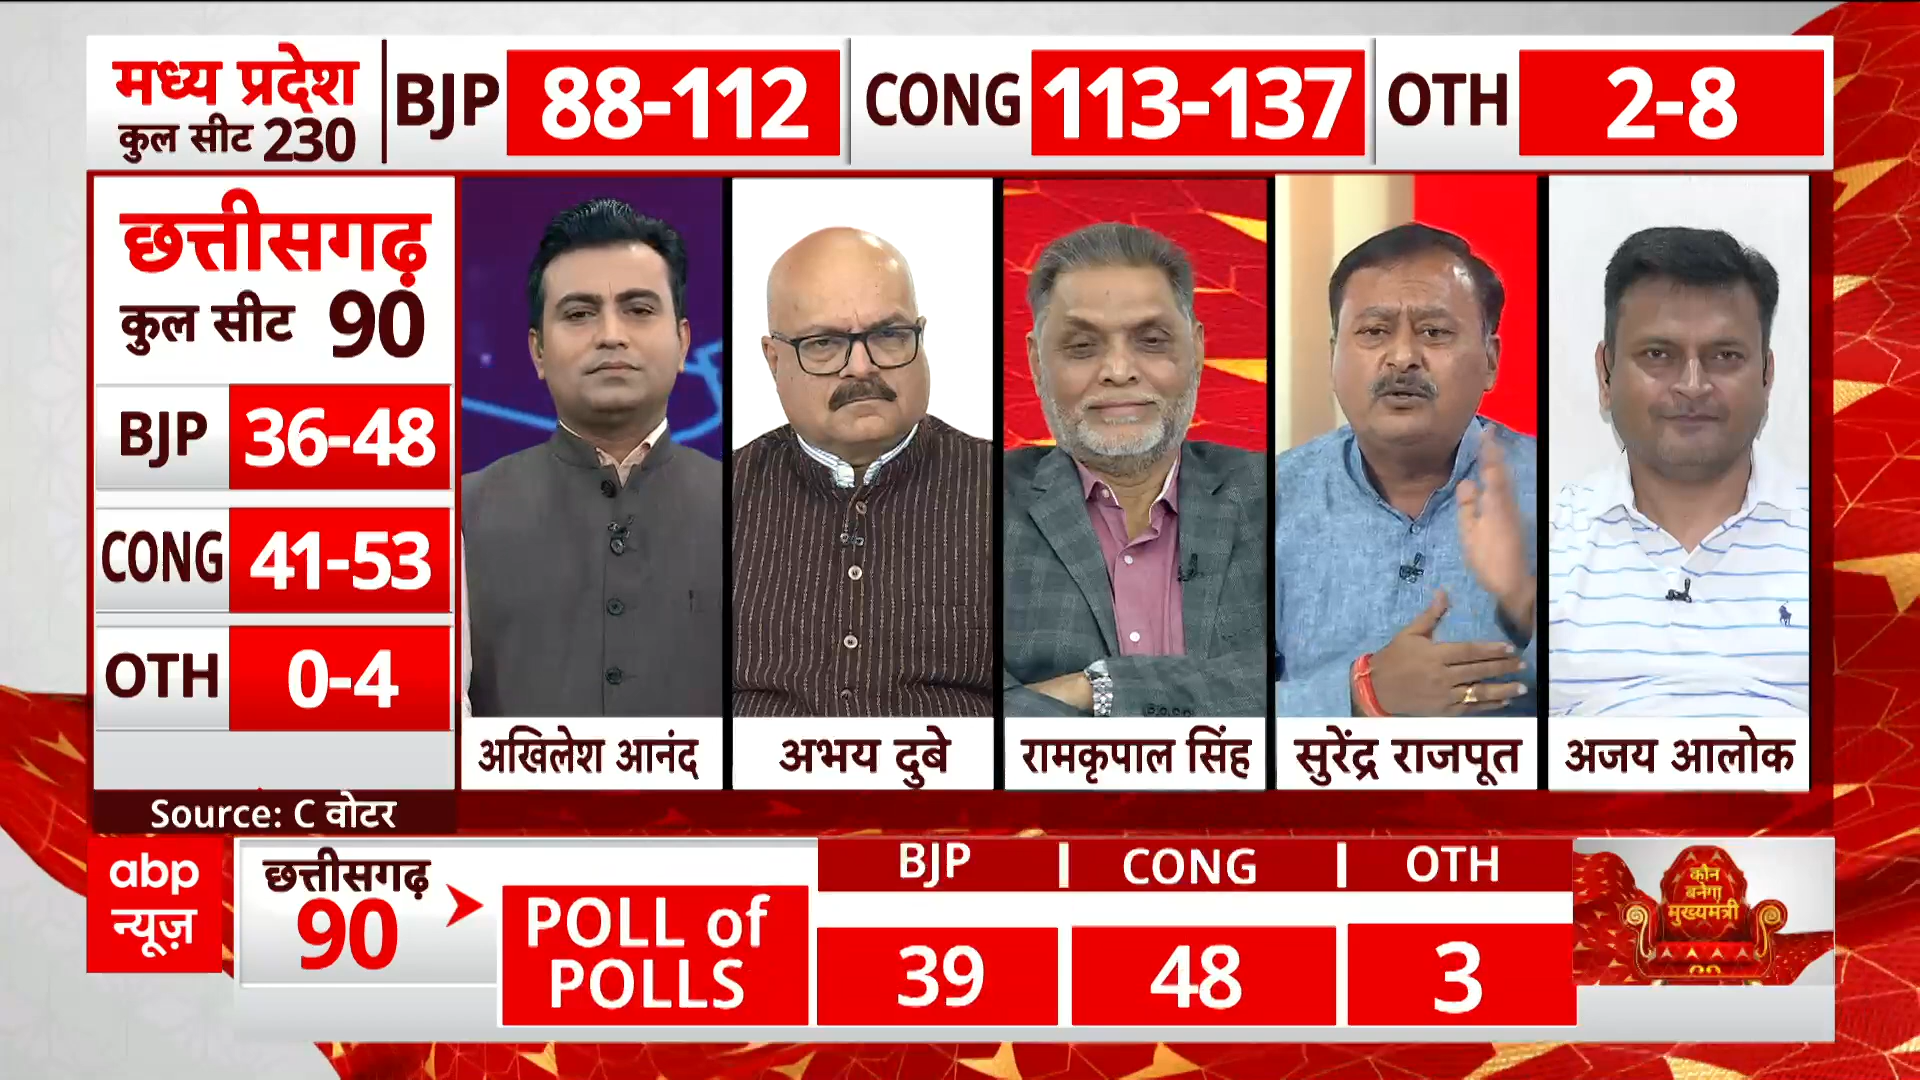 मध्य प्रदेश
कुल सीट 230
BJP 88-112
CONG 113-137
OTH 2-8
छत्तीसगढ़
कुल सीट 90
BJP 36-48
CONG 41-53
OTH 0-4
अखिलेश आनंद
अभय दुबे
रामकृपाल सिंह
सुरेंद्र राजपूत
अजय आलोक
Source: C वोटर
abp
न्यूज़
छत्तीसगढ़
90
POLL of
POLLS
BJP | CONG | OTH
39 48 3
कौन
बनेगा
मुख्यमंत्री